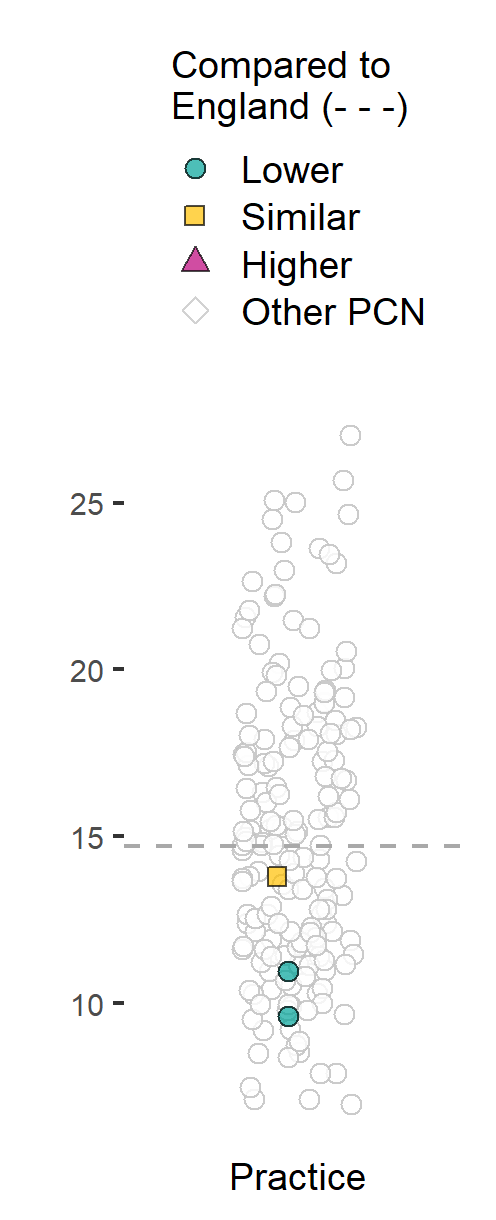 Compared to
England (- - -)
Lower
Similar
Higher
Other PCN
25
20
15
10
Practice